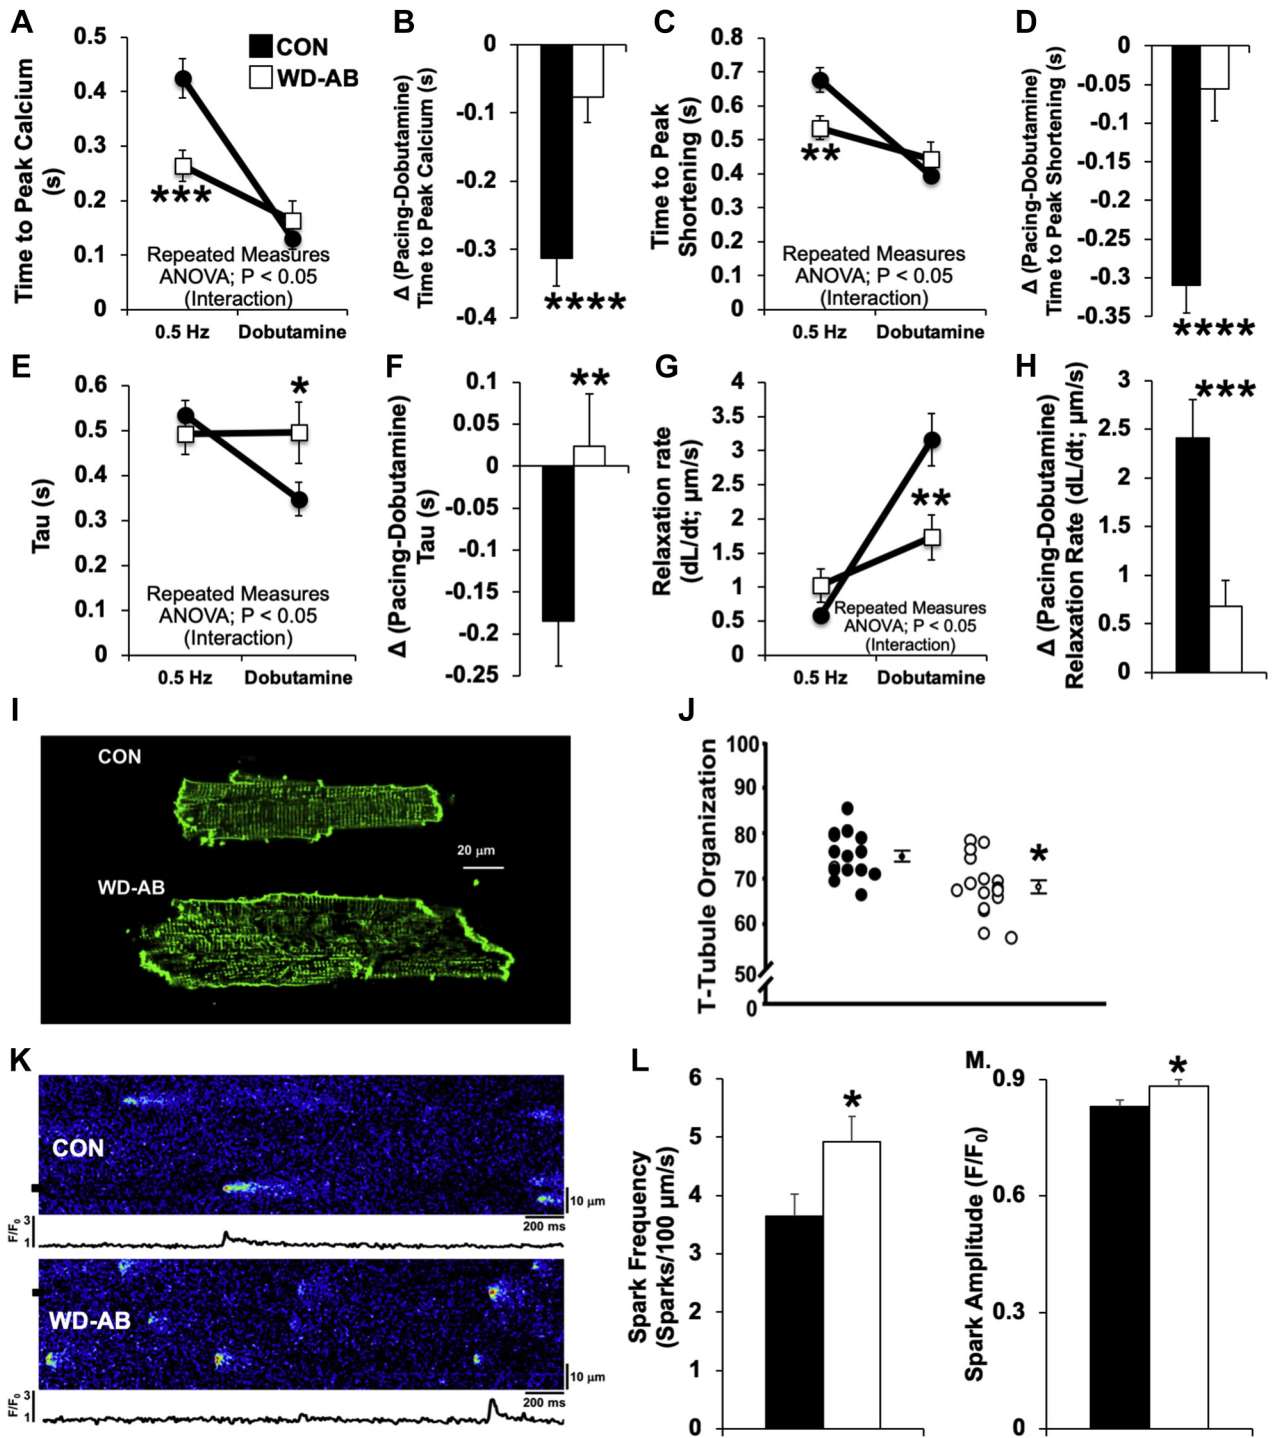 A
Time to Peak Calcium
(s)
0.5
0.4
0.3
0.2
0.1
0
CON
WD-AB
***
Repeated Measures
ANOVA; P < 0.05
(Interaction)
0.5 Hz
Dobutamine
B
Δ (Pacing-Dobutamine)
Time to Peak Calcium (s)
0
-0.1
-0.2
-0.3
-0.4
****
C
Time to Peak
Shortening (s)
0.8
0.7
0.6
0.5
0.4
0.3
0.2
0.1
0
**
Repeated Measures
ANOVA; P < 0.05
(Interaction)
0.5 Hz
Dobutamine
D
Δ (Pacing-Dobutamine)
Time to Peak Shortening (s)
0
-0.05
-0.1
-0.15
-0.2
-0.25
-0.3
-0.35
****
E
Tau (s)
0.6
0.5
0.4
0.3
0.2
0.1
0
*
Repeated Measures
ANOVA; P < 0.05
(Interaction)
0.5 Hz
Dobutamine
F
Δ (Pacing-Dobutamine)
Tau (s)
0.1
0.05
0
-0.05
-0.1
-0.15
-0.2
-0.25
**
G
Relaxation rate
(dL/dt; μm/s)
4
3.5
3
2.5
2
1.5
1
0.5
0
**
Repeated Measures
ANOVA; P < 0.05
(Interaction)
0.5 Hz
Dobutamine
H
Δ (Pacing-Dobutamine)
Relaxation Rate (dL/dt; μm/s)
3
2.5
2
1.5
1
0.5
0
***
I
CON
20 μm
WD-AB
J
T-Tubule Organization
100
90
80
70
60
50
0
*
K
CON
10 μm
200 ms
F/F0
3
1
WD-AB
10 μm
200 ms
F/F0
3
1
L
Spark Frequency
(Sparks/100 μm/s)
6
5
4
3
2
1
0
*
M.
Spark Amplitude (F/F0)
0.9
0.6
0.3
0
*